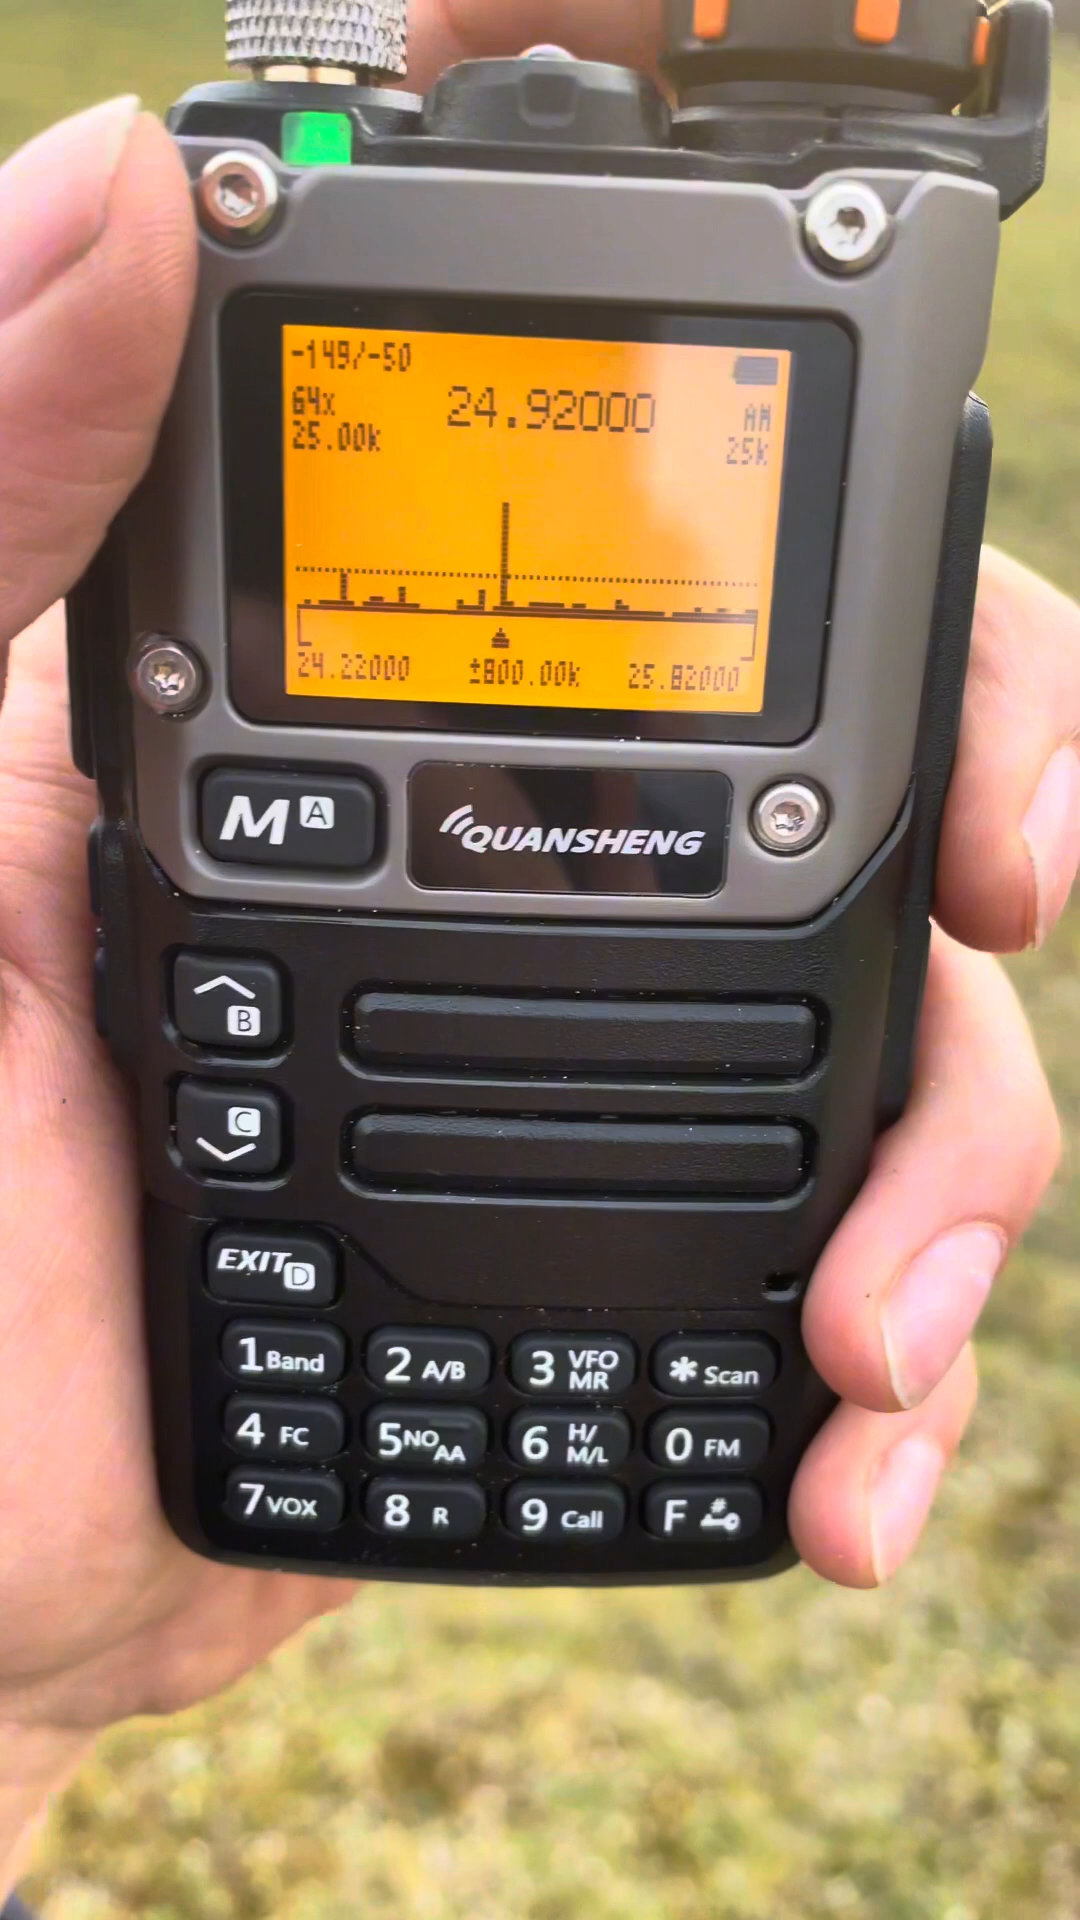 -149/-50
64x 24.92000 AM
25.00k 25k
24.22000 ±800.00k 25.82000
M A
QUANSHENG
B
C
EXIT D
1 Band 2 A/B 3 VFO MR * Scan
4 FC 5 NO AA 6 H/M/L 0 FM
7 VOX 8 R 9 Call F #